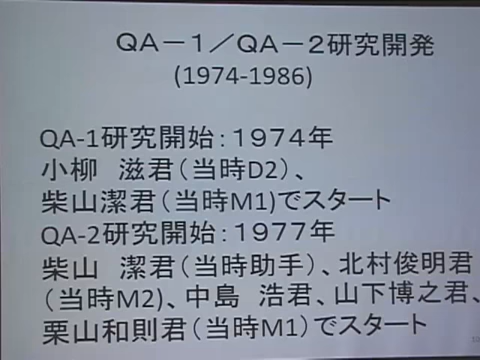 QA－1／QA－2研究開発
(1974-1986)
QA-1研究開始：１９７４年
小柳　滋君（当時D2）、
柴山潔君（当時M1)でスタート
QA-2研究開始：１９７７年
柴山　潔君（当時助手）、北村俊明君
（当時M2）、中島　浩君、山下博之君、
栗山和則君（当時M1）でスタート